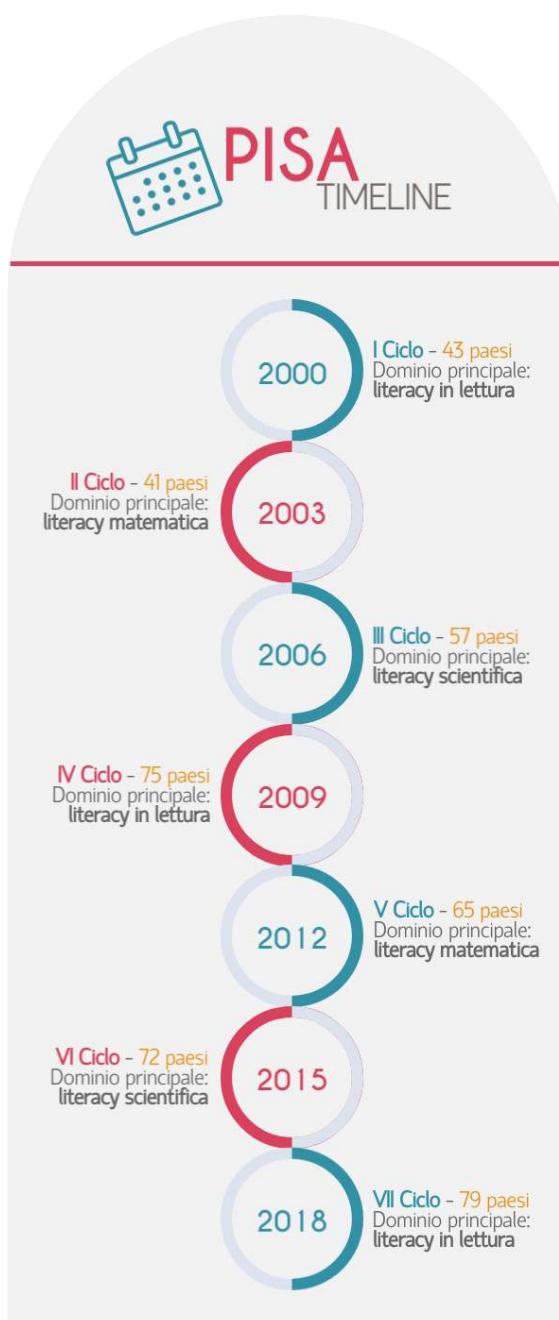 PISA
TIMELINE
2000
I Ciclo - 43 paesi
Dominio principale:
literacy in lettura
II Ciclo - 41 paesi
Dominio principale:
literacy matematica
2003
2006
III Ciclo - 57 paesi
Dominio principale:
literacy scientifica
IV Ciclo - 75 paesi
Dominio principale:
literacy in lettura
2009
2012
V Ciclo - 65 paesi
Dominio principale:
literacy matematica
VI Ciclo - 72 paesi
Dominio principale:
literacy scientifica
2015
2018
VII Ciclo - 79 paesi
Dominio principale:
literacy in lettura